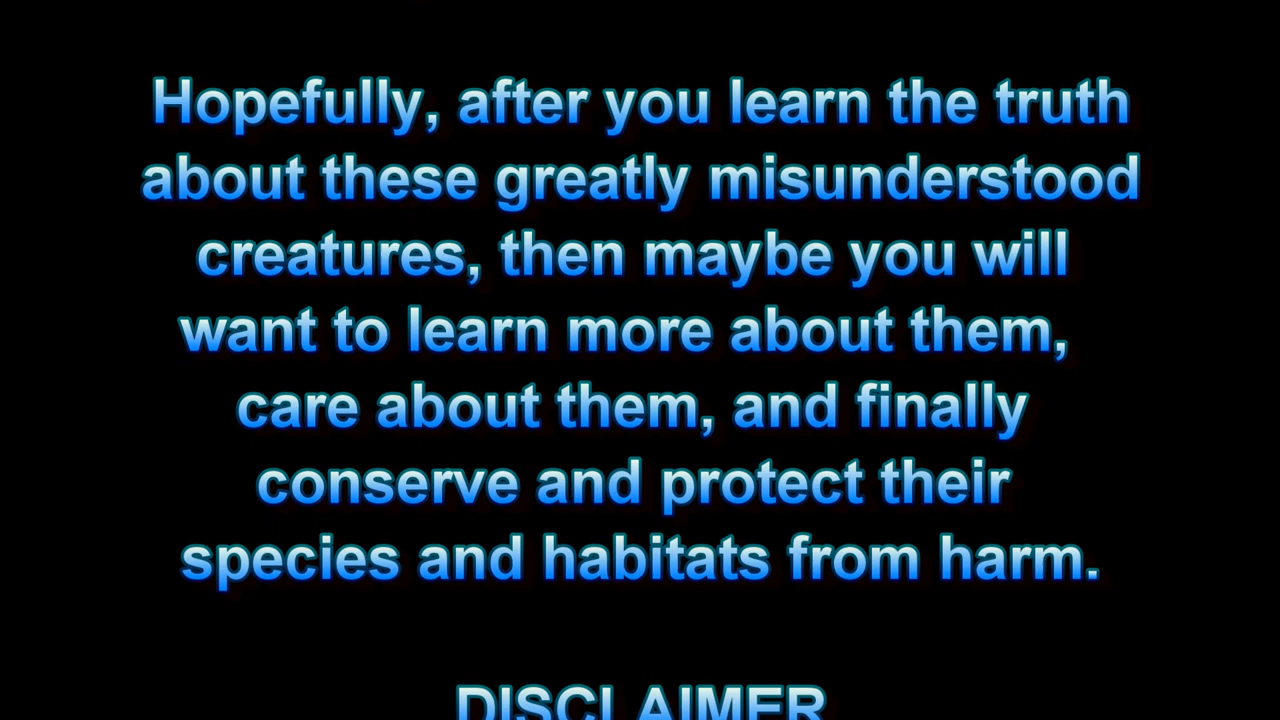 Hopefully, after you learn the truth
about these greatly misunderstood
creatures, then maybe you will
want to learn more about them,
care about them, and finally
conserve and protect their
species and habitats from harm.
DISCLAIMER